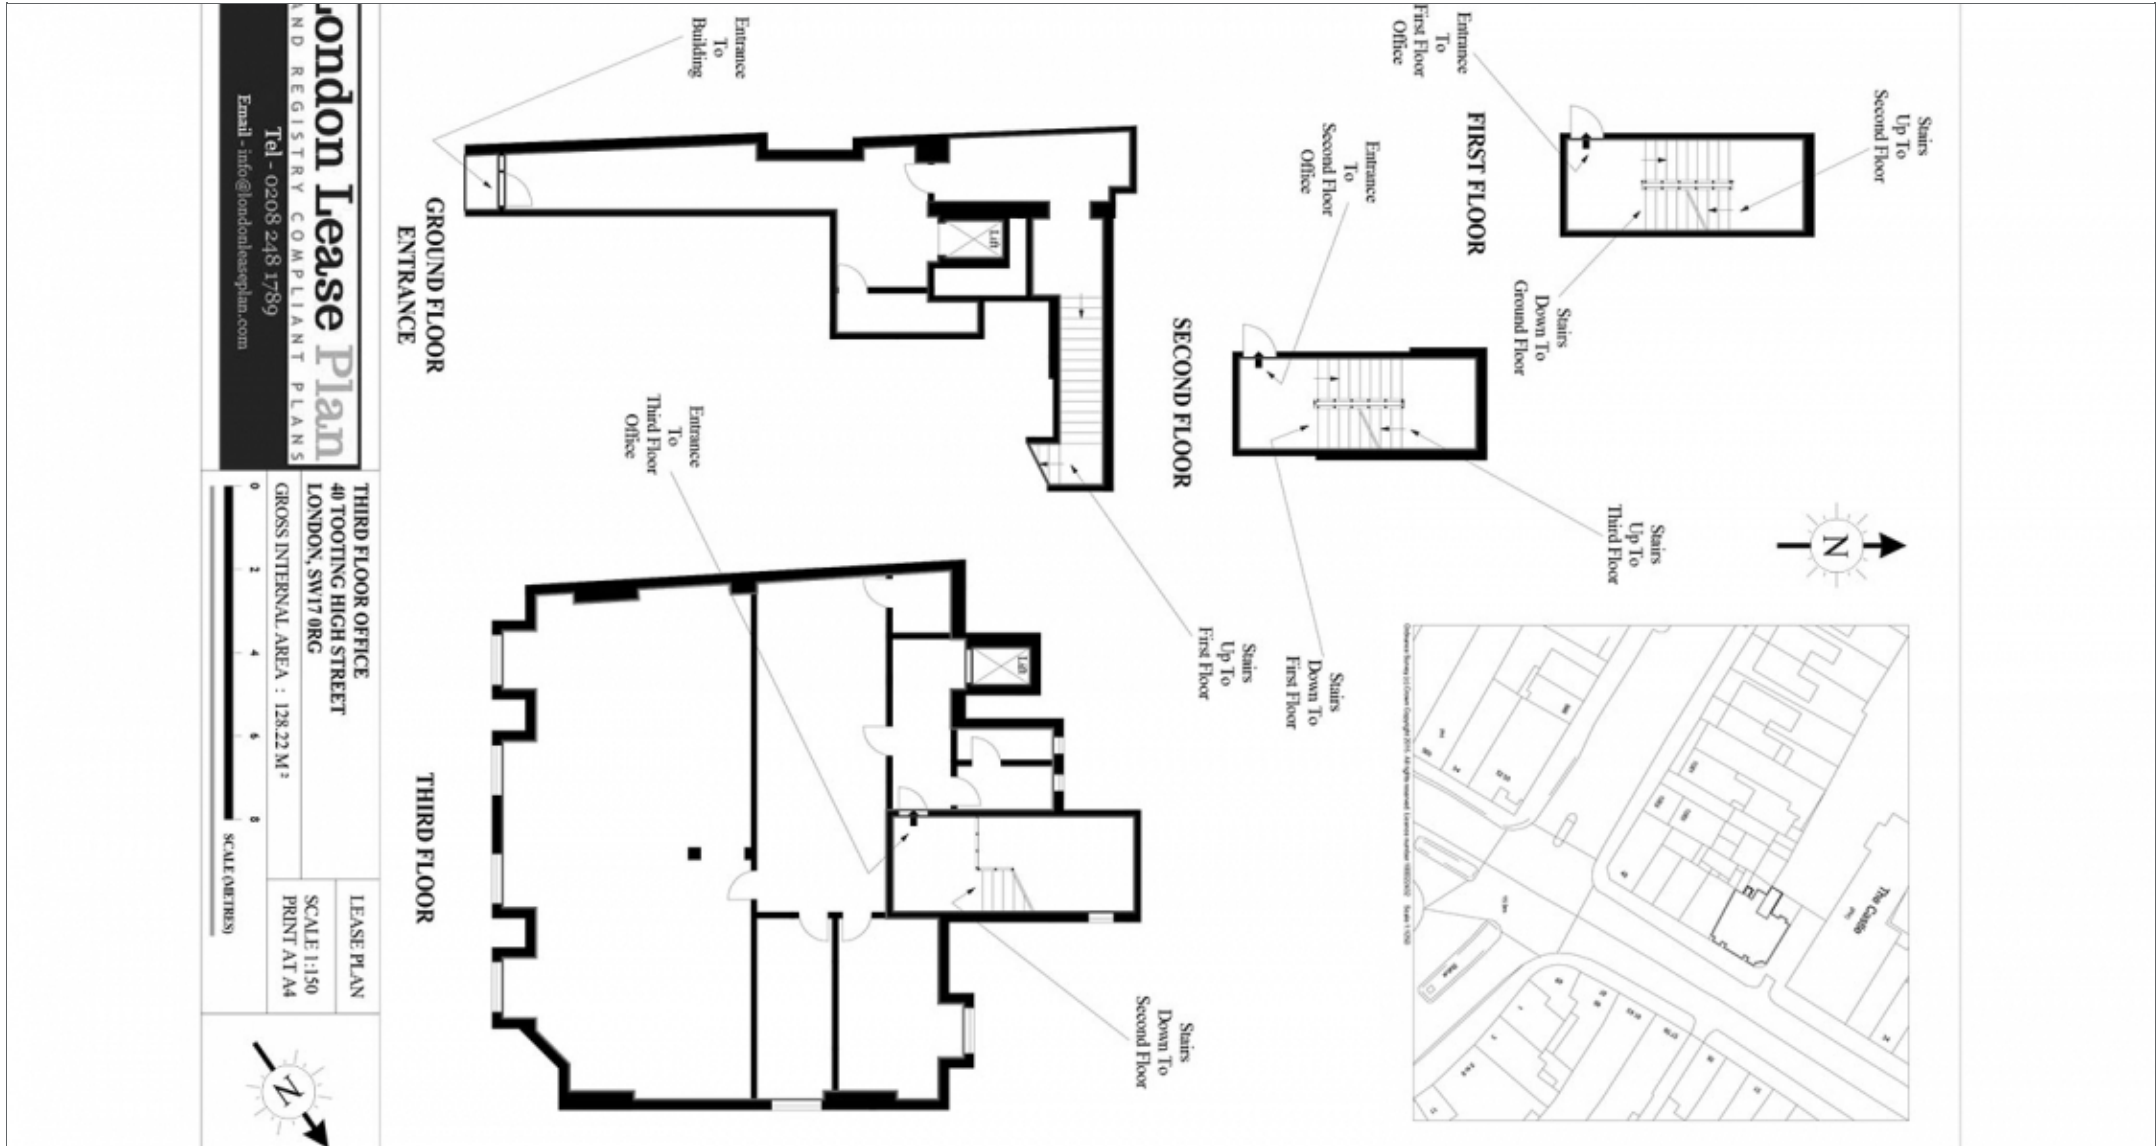 London Lease Plan
LAND REGISTRY COMPLIANT PLANS
Tel - 0208 248 1789
Email - info@londonleaseplan.com
THIRD FLOOR OFFICE
40 TOOTING HIGH STREET
LONDON, SW17 0RG
GROSS INTERNAL AREA : 128.22 M²
0 2 4 6 8
SCALE (METRES)
LEASE PLAN
SCALE 1:150
PRINT AT A4
N
Entrance
To
Building
GROUND FLOOR
ENTRANCE
Lift
Stairs
Up To
First Floor
Entrance
To
First Floor
Office
FIRST FLOOR
Stairs
Up To
Second Floor
Stairs
Down To
Ground Floor
Entrance
To
Second Floor
Office
SECOND FLOOR
Stairs
Up To
Third Floor
Stairs
Down To
First Floor
Entrance
To
Third Floor
Office
THIRD FLOOR
Lift
Stairs
Down To
Second Floor
N
The Castle
(PH)